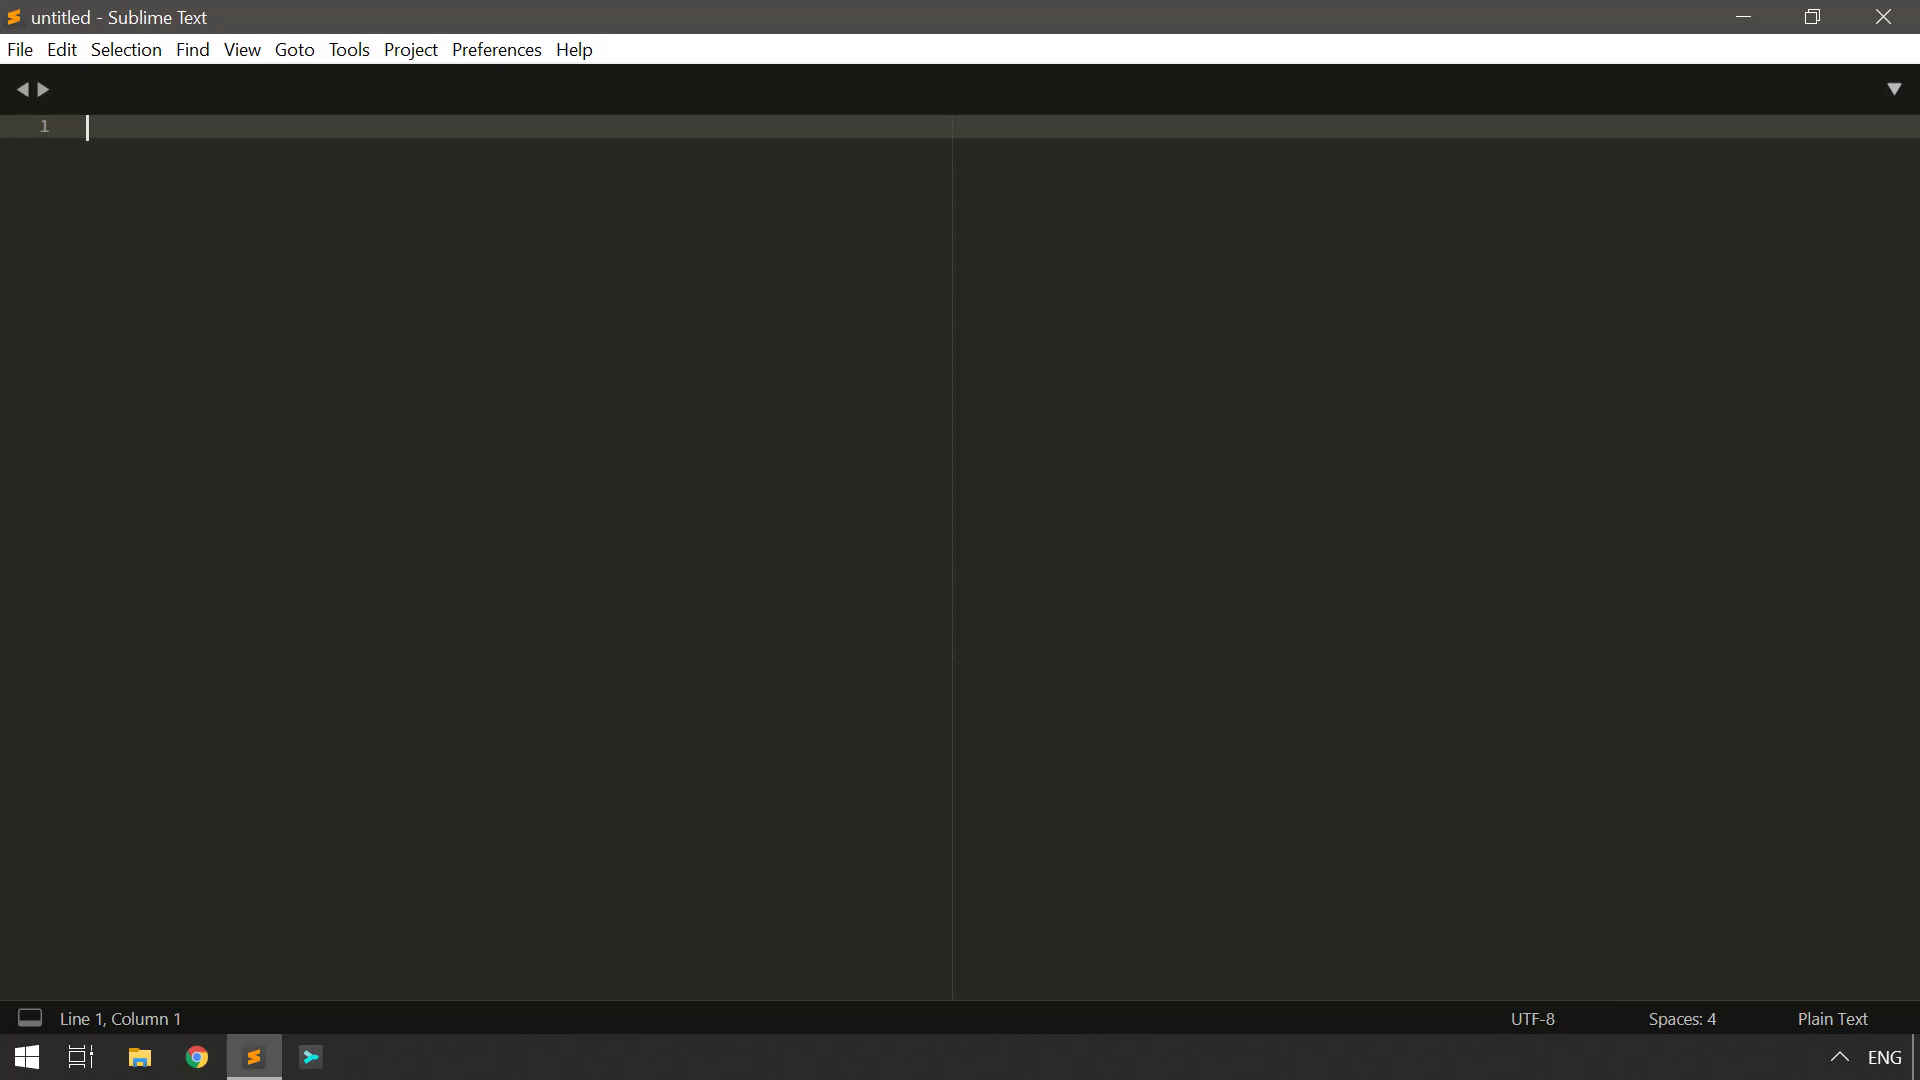 untitled - Sublime Text
File Edit Selection Find View Goto Tools Project Preferences Help
1
Line 1, Column 1 UTF-8 Spaces: 4 Plain Text
ENG